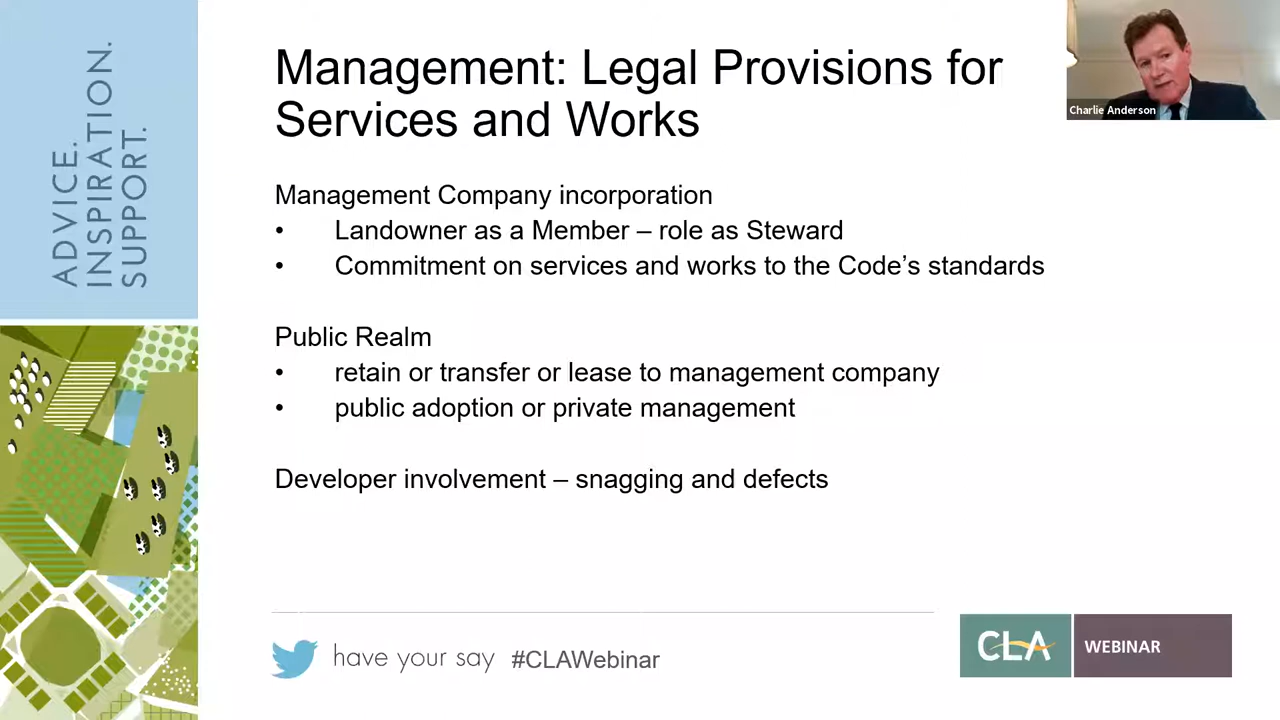 ADVICE.
INSPIRATION.
SUPPORT.
Management: Legal Provisions for
Services and Works
Charlie Anderson
Management Company incorporation
• Landowner as a Member – role as Steward
• Commitment on services and works to the Code’s standards
Public Realm
• retain or transfer or lease to management company
• public adoption or private management
Developer involvement – snagging and defects
have your say #CLAWebinar
CLA WEBINAR